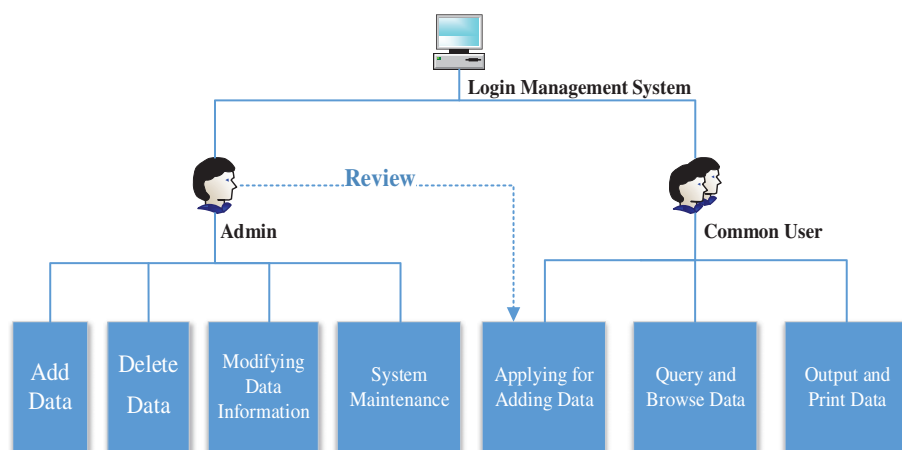 Login Management System
Review
Admin
Common User
Add
Data
Delete
Data
Modifying
Data
Information
System
Maintenance
Applying for
Adding Data
Query and
Browse Data
Output and
Print Data